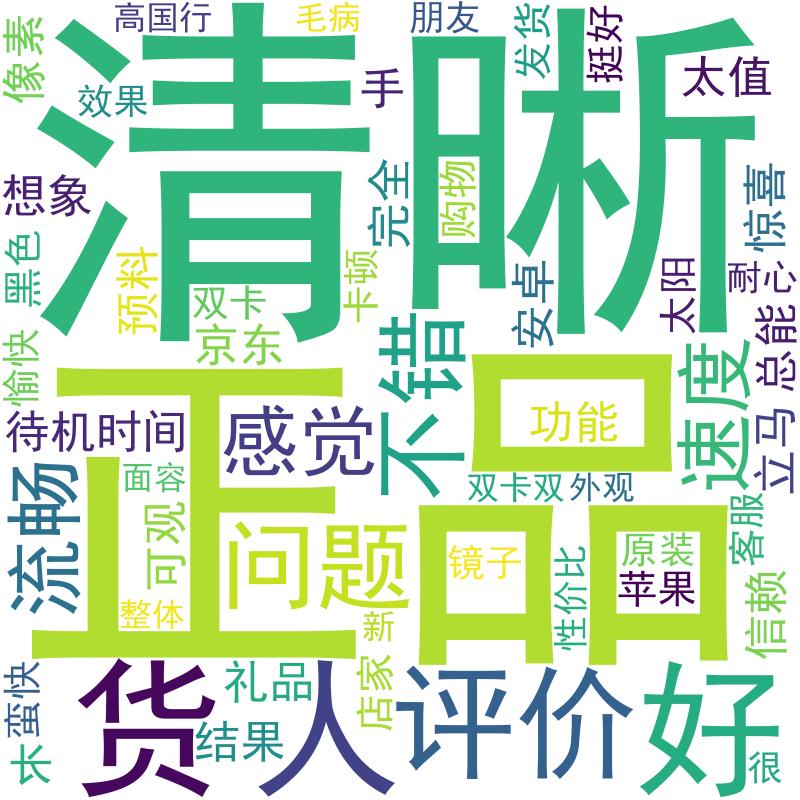 高国行
毛病
朋友
像素
效果
清晰
手
发货
挺好
太值
想象
完全
购物
惊喜
黑色
预料
双卡
卡顿
安卓
太阳
耐心
京东
愉快
不错
速度
总能
待机时间
感觉
正品
功能
立马
流畅
面容
可观
双卡双
外观
客服
问题
镜子
原装
苹果
整体
新
性价比
信赖
蛮快
长
货
礼品
结果
人
店家
评价
好
很